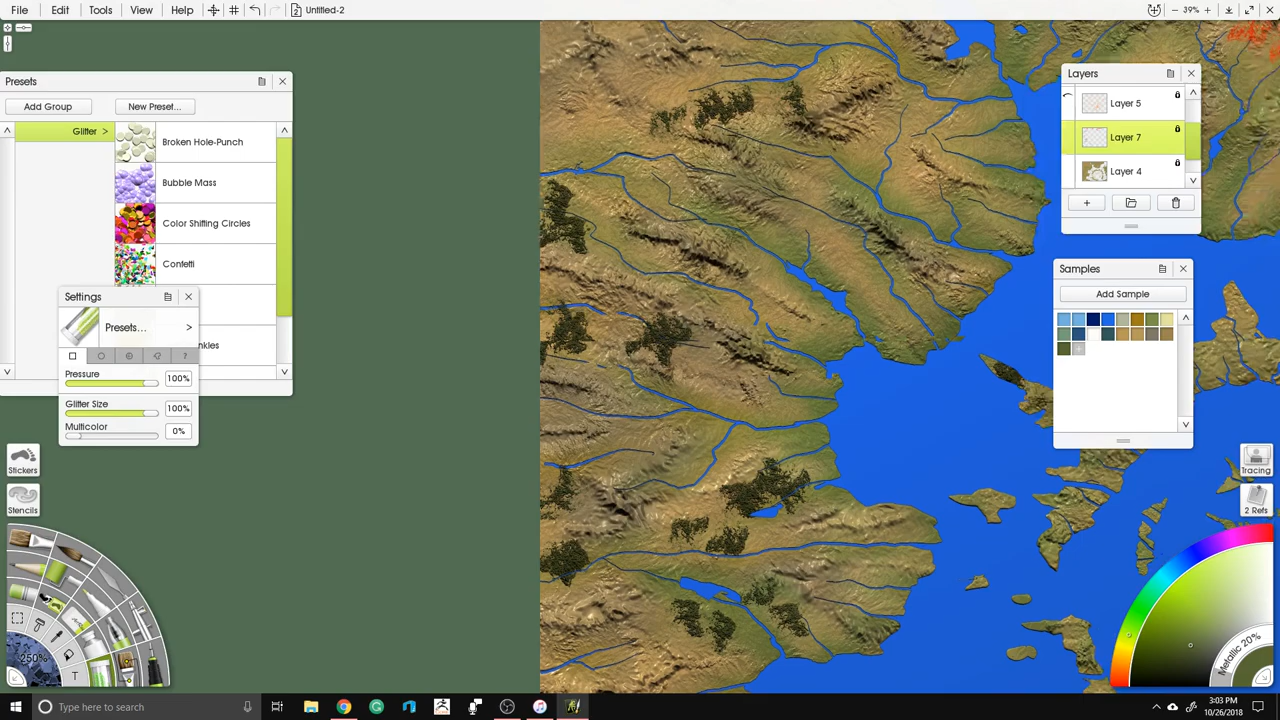 File Edit Tools View Help Untitled-2 39%
Presets
Add Group New Preset...
Glitter >
Broken Hole-Punch
Bubble Mass
Color Shifting Circles
Confetti
nkles
Settings
Presets... >
?
Pressure 100%
Glitter Size 100%
Multicolor 0%
Stickers
Stencils
250%
T
Layers
Layer 5
Layer 7
Layer 4
Samples
Add Sample
Tracing
2 Refs
Metallic 20%
Type here to search
3:03 PM
10/26/2018